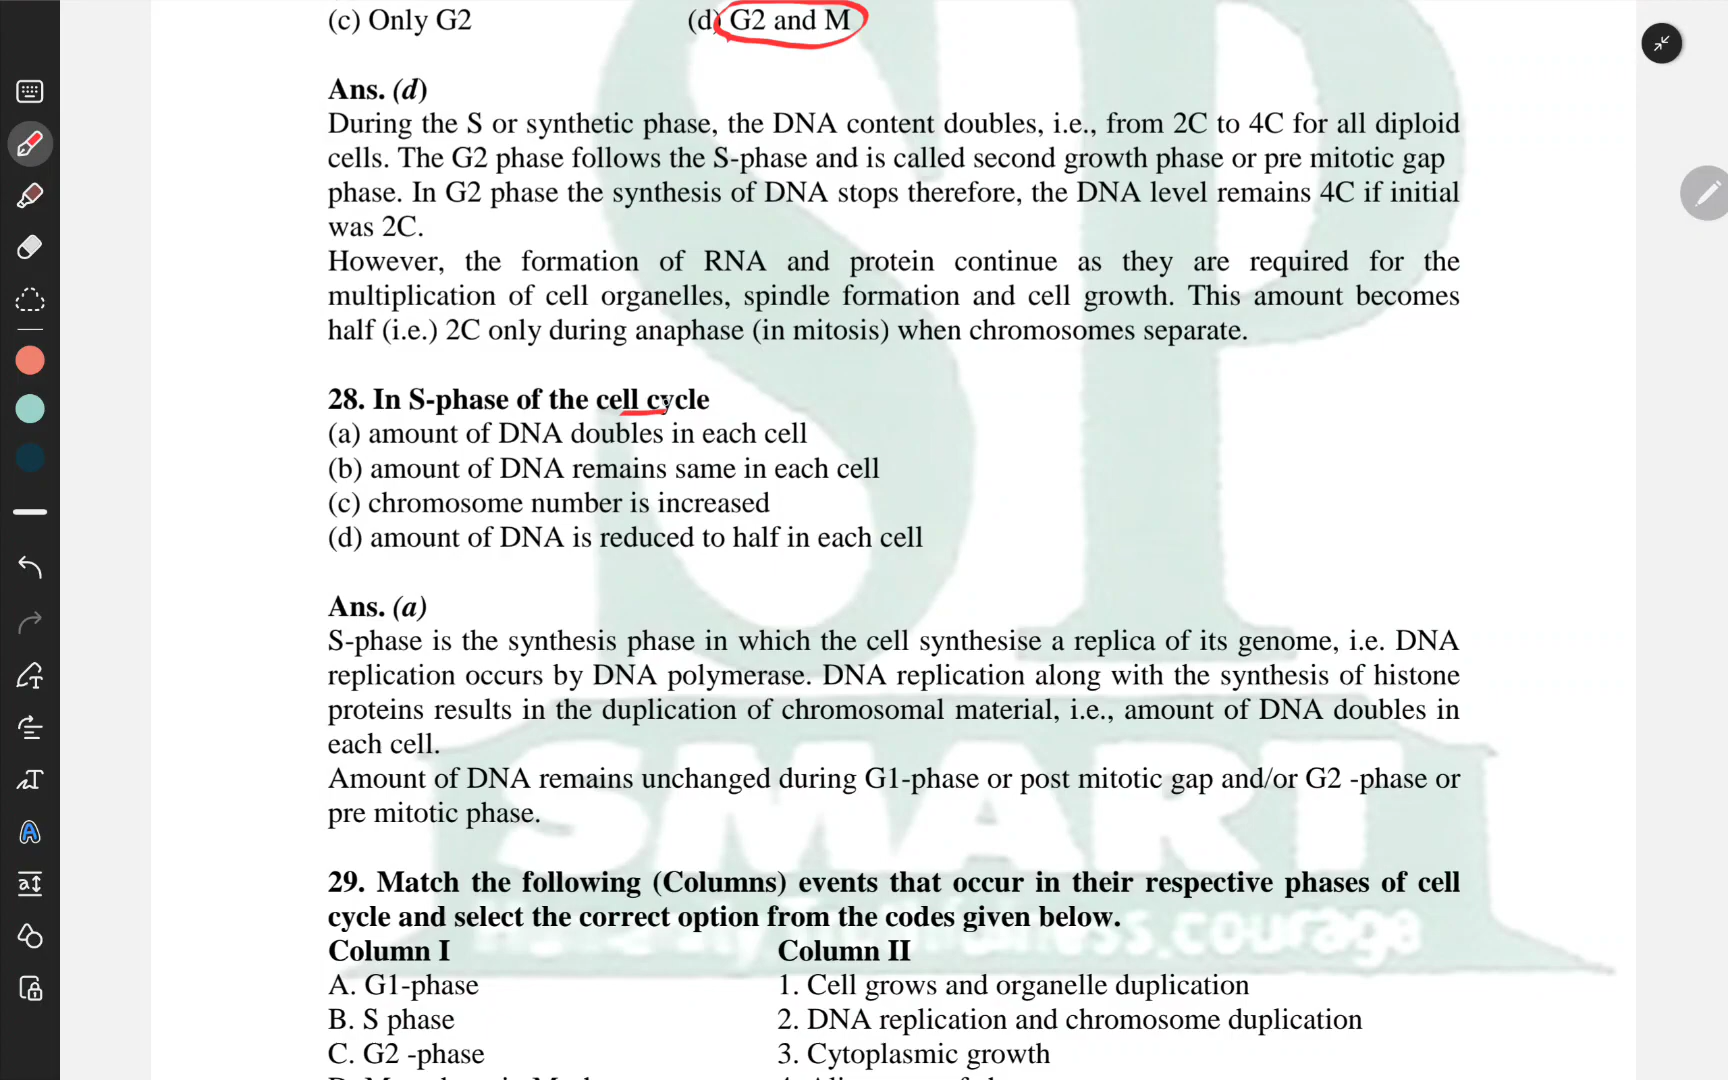 (c) Only G2 (d) G2 and M
Ans. (d)
During the S or synthetic phase, the DNA content doubles, i.e., from 2C to 4C for all diploid
cells. The G2 phase follows the S-phase and is called second growth phase or pre mitotic gap
phase. In G2 phase the synthesis of DNA stops therefore, the DNA level remains 4C if initial
was 2C.
However, the formation of RNA and protein continue as they are required for the
multiplication of cell organelles, spindle formation and cell growth. This amount becomes
half (i.e.) 2C only during anaphase (in mitosis) when chromosomes separate.
28. In S-phase of the cell cycle
(a) amount of DNA doubles in each cell
(b) amount of DNA remains same in each cell
(c) chromosome number is increased
(d) amount of DNA is reduced to half in each cell
Ans. (a)
S-phase is the synthesis phase in which the cell synthesise a replica of its genome, i.e. DNA
replication occurs by DNA polymerase. DNA replication along with the synthesis of histone
proteins results in the duplication of chromosomal material, i.e., amount of DNA doubles in
each cell.
Amount of DNA remains unchanged during G1-phase or post mitotic gap and/or G2 -phase or
pre mitotic phase.
29. Match the following (Columns) events that occur in their respective phases of cell
cycle and select the correct option from the codes given below.
Column I Column II
A. G1-phase 1. Cell grows and organelle duplication
B. S phase 2. DNA replication and chromosome duplication
C. G2 -phase 3. Cytoplasmic growth
SP
SMART
courage